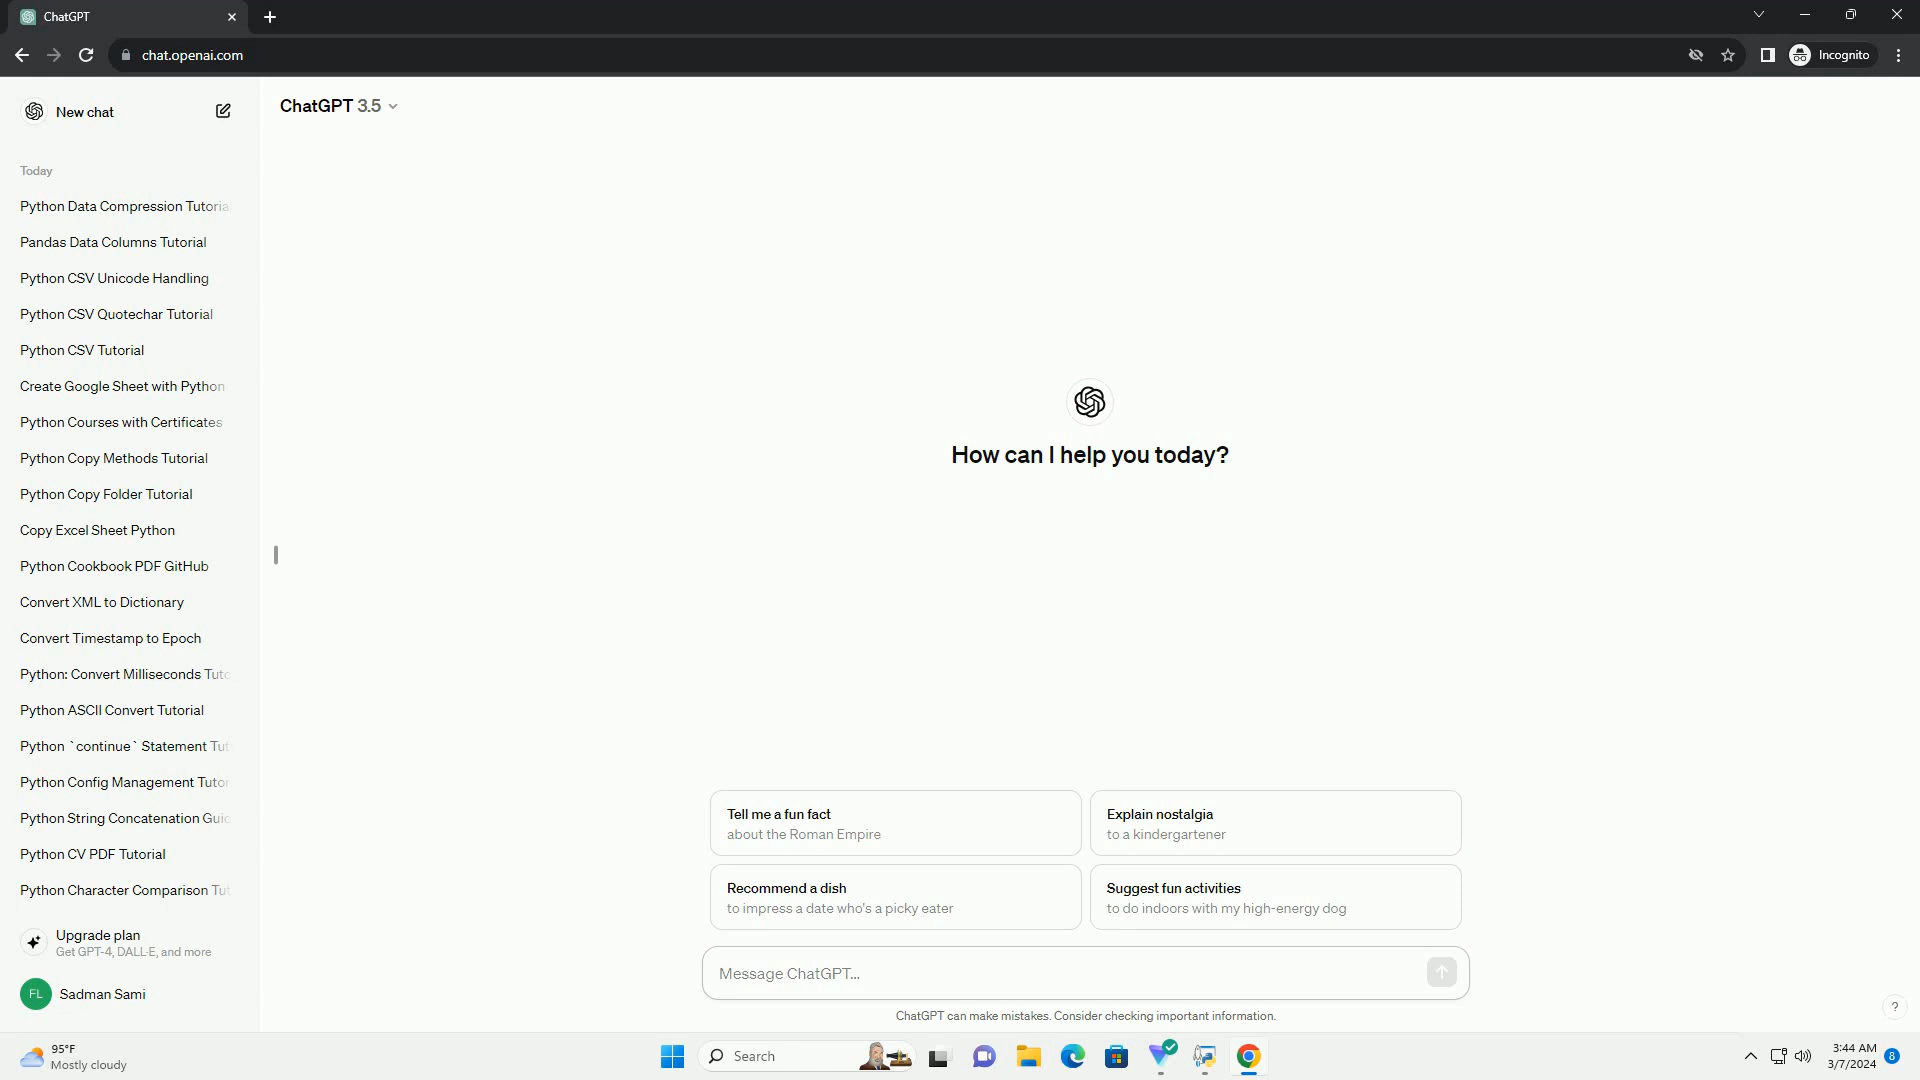 ChatGPT
chat.openai.com
Incognito
New chat
ChatGPT 3.5
Today
Python Data Compression Tutoria
Pandas Data Columns Tutorial
Python CSV Unicode Handling
Python CSV Quotechar Tutorial
Python CSV Tutorial
Create Google Sheet with Python
Python Courses with Certificates
Python Copy Methods Tutorial
Python Copy Folder Tutorial
Copy Excel Sheet Python
Python Cookbook PDF GitHub
Convert XML to Dictionary
Convert Timestamp to Epoch
Python: Convert Milliseconds Tuto
Python ASCII Convert Tutorial
Python `continue` Statement Tut
Python Config Management Tutor
Python String Concatenation Guid
Python CV PDF Tutorial
Python Character Comparison Tut
Upgrade plan
Get GPT-4, DALL·E, and more
FL Sadman Sami
How can I help you today?
Tell me a fun fact
about the Roman Empire
Explain nostalgia
to a kindergartener
Recommend a dish
to impress a date who's a picky eater
Suggest fun activities
to do indoors with my high-energy dog
Message ChatGPT...
ChatGPT can make mistakes. Consider checking important information.
?
95°F
Mostly cloudy
Search
3:44 AM
3/7/2024
8